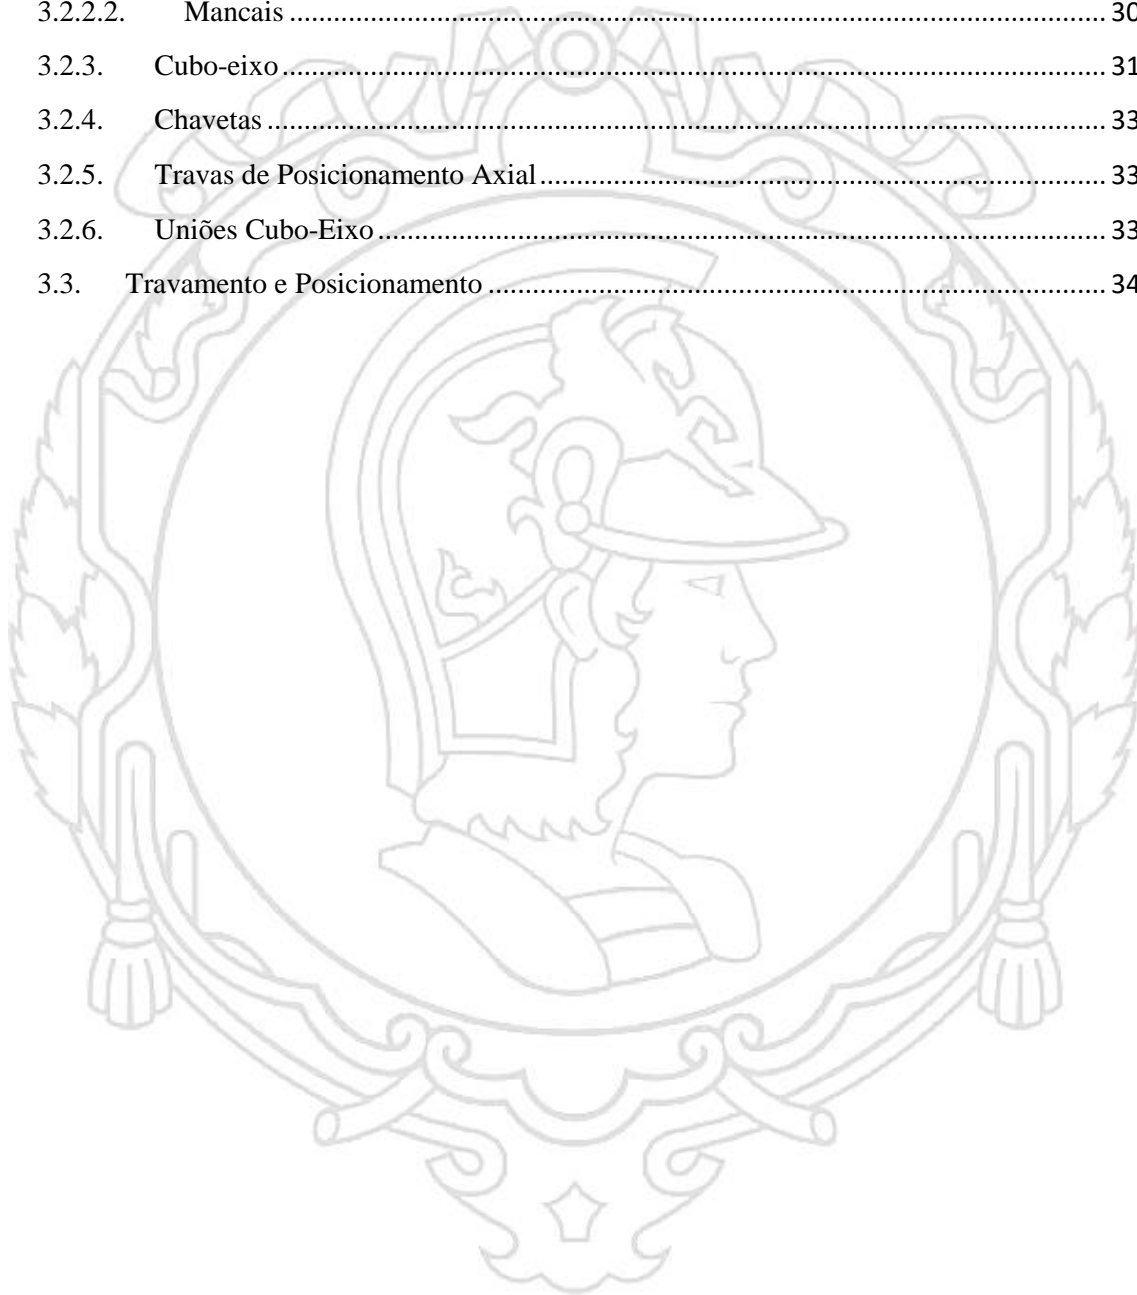 3.2.2.2. Mancais ........................................................................................................ 30
3.2.3. Cubo-eixo ......................................................................................................... 31
3.2.4. Chavetas ........................................................................................................... 33
3.2.5. Travas de Posicionamento Axial ........................................................................ 33
3.2.6. Uniões Cubo-Eixo ............................................................................................. 33
3.3. Travamento e Posicionamento ............................................................................... 34